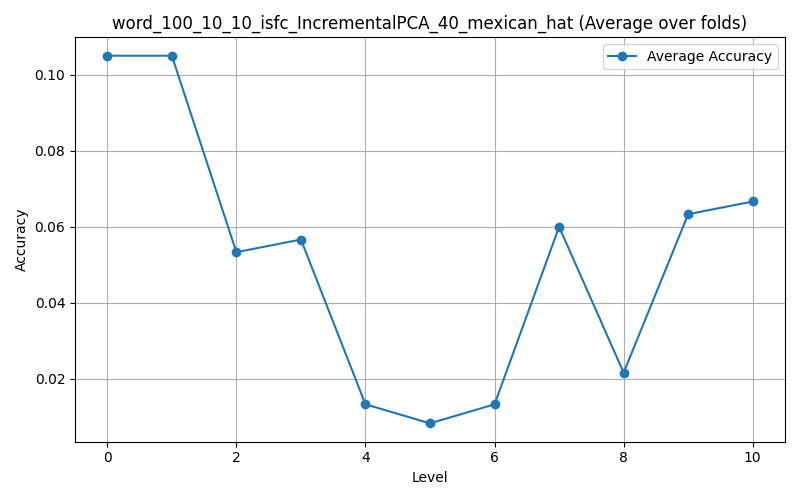 word_100_10_10_isfc_IncrementalPCA_40_mexican_hat (Average over folds)
Average Accuracy
0.10
0.08
0.06
0.04
0.02
Accuracy
0 2 4 6 8 10
Level